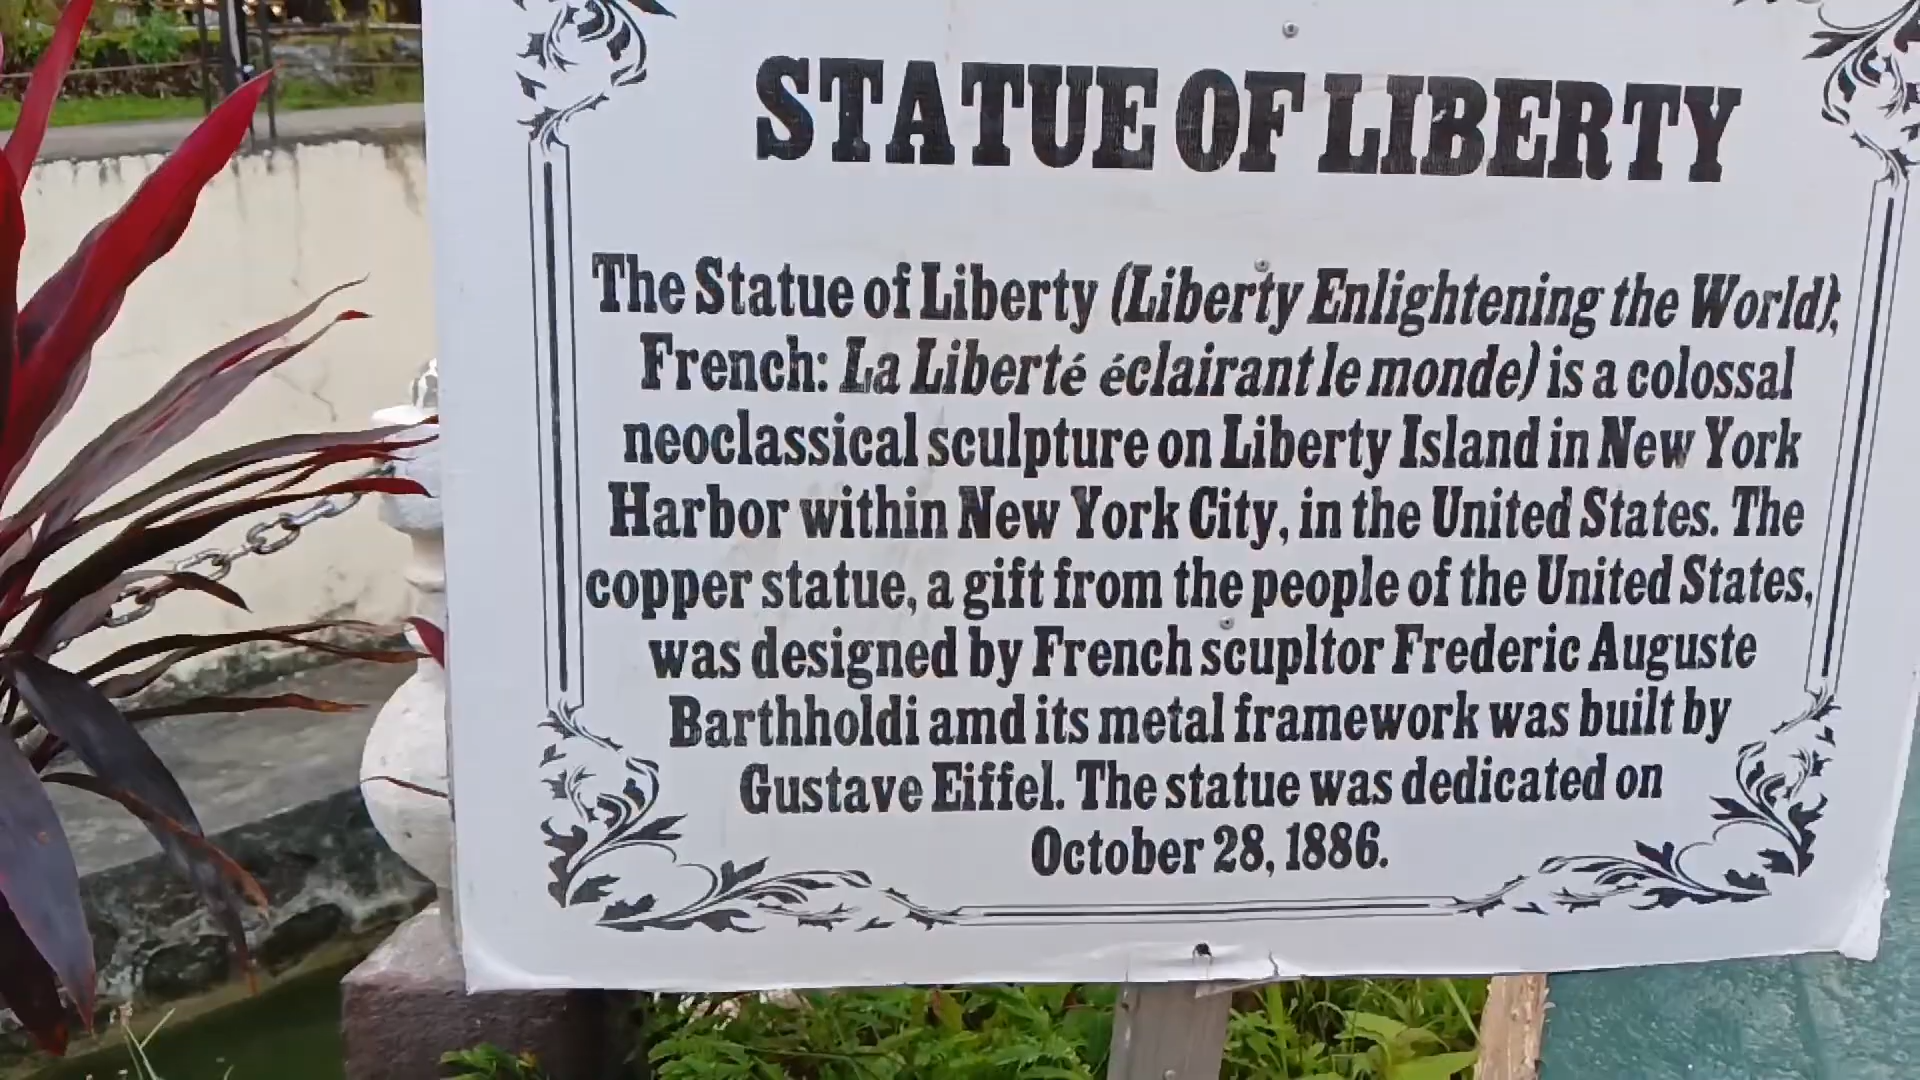 STATUE OF LIBERTY
The Statue of Liberty (Liberty Enlightening the World);
French: La Liberté éclairant le monde) is a colossal
neoclassical sculpture on Liberty Island in New York
Harbor within New York City, in the United States. The
copper statue, a gift from the people of the United States,
was designed by French scupltor Frederic Auguste
Barthholdi amd its metal framework was built by
Gustave Eiffel. The statue was dedicated on
October 28, 1886.